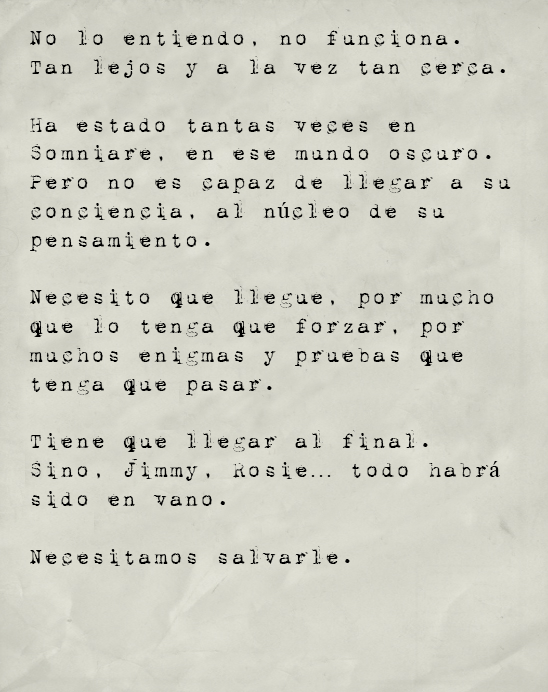 No lo entiendo, no funciona.
Tan lejos y a la vez tan cerca.
Ha estado tantas veces en
Somniare, en ese mundo oscuro.
Pero no es capaz de llegar a su
conciencia, al núcleo de su
pensamiento.
Necesito que llegue, por mucho
que lo tenga que forzar, por
muchos enigmas y pruebas que
tenga que pasar.
Tiene que llegar al final.
Sino, Jimmy, Rosie... todo habrá
sido en vano.
Necesitamos salvarle.